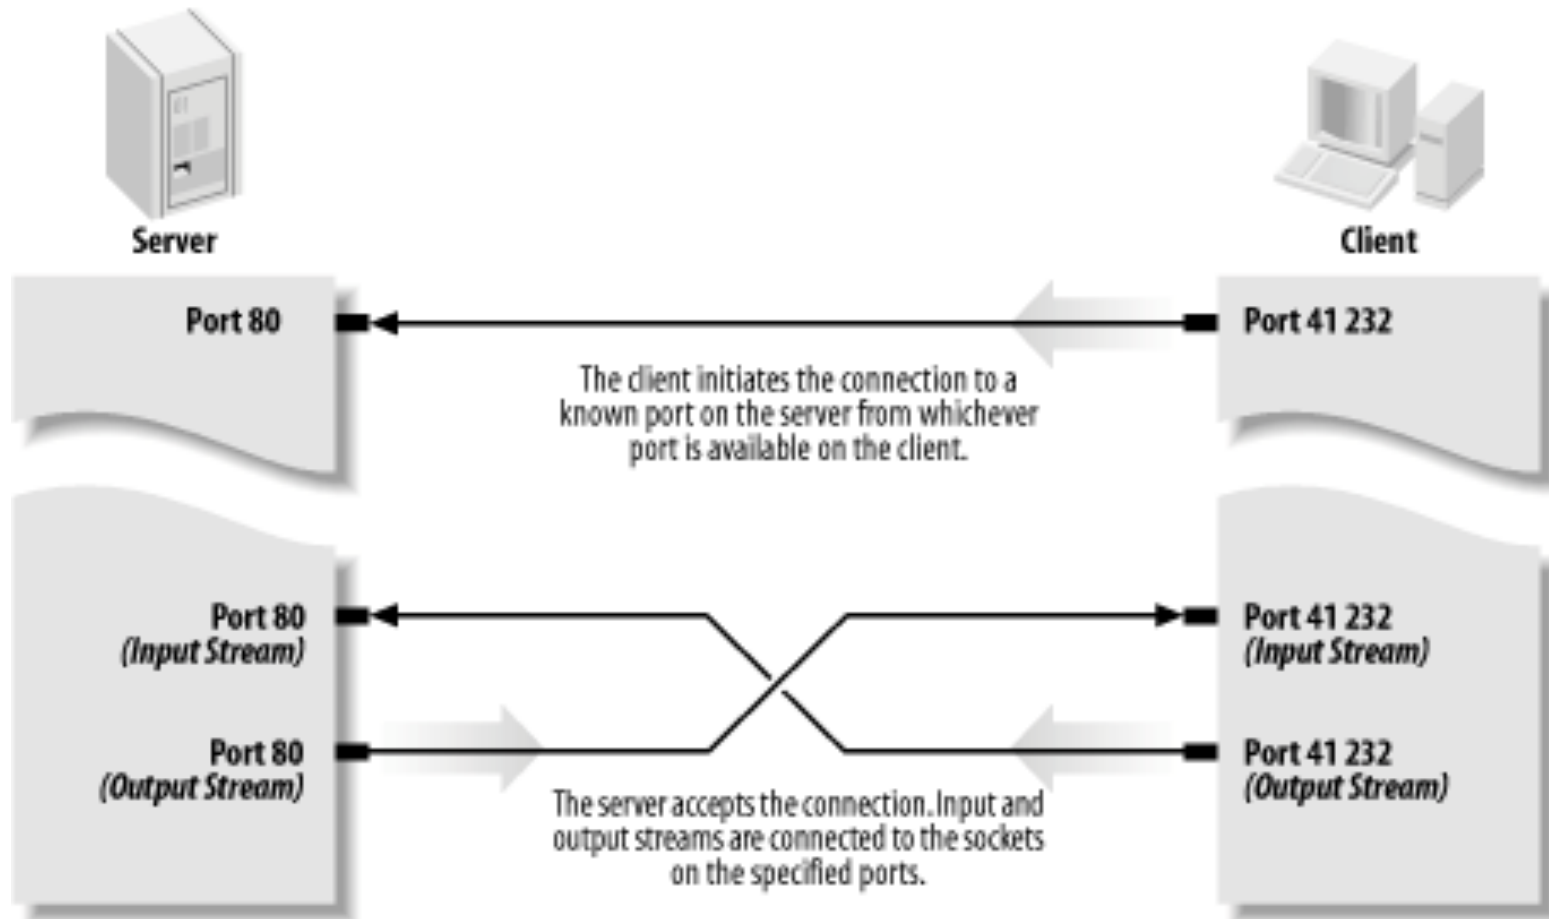 Server
Client
Port 80
Port 41 232
The client initiates the connection to a
known port on the server from whichever
port is available on the client.
Port 80
(Input Stream)
Port 41 232
(Input Stream)
Port 80
(Output Stream)
Port 41 232
(Output Stream)
The server accepts the connection. Input and
output streams are connected to the sockets
on the specified ports.